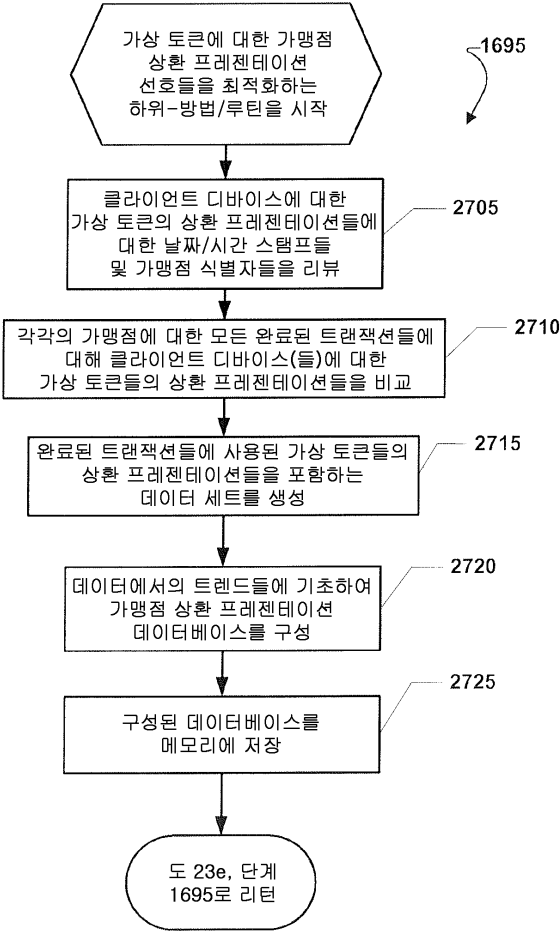 가상 토큰에 대한 가맹점
상환 프레젠테이션
선호들을 최적화하는
하위-방법/루틴을 시작
1695
클라이언트 디바이스에 대한
가상 토큰의 상환 프레젠테이션들에
대한 날짜/시간 스탬프들
및 가맹점 식별자들을 리뷰
2705
각각의 가맹점에 대한 모든 완료된 트랜잭션들에
대해 클라이언트 디바이스(들)에 대한
가상 토큰들의 상환 프레젠테이션들을 비교
2710
완료된 트랜잭션들에 사용된 가상 토큰들의
상환 프레젠테이션들을 포함하는
데이터 세트를 생성
2715
데이터에서의 트렌드들에 기초하여
가맹점 상환 프레젠테이션
데이터베이스를 구성
2720
구성된 데이터베이스를
메모리에 저장
2725
도 23e, 단계
1695로 리턴